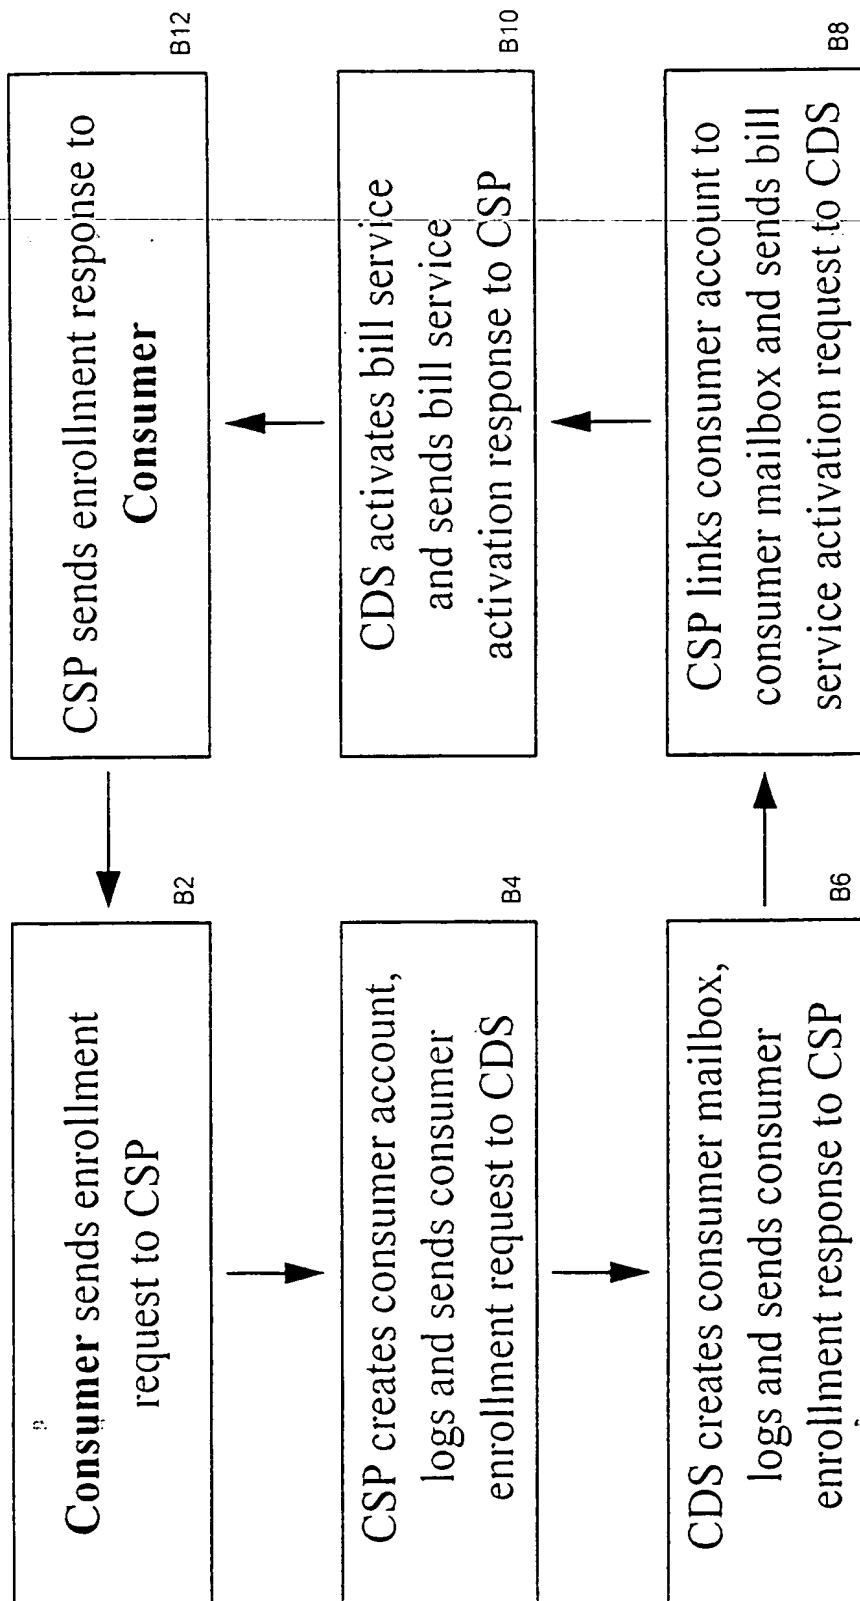 Consumer sends enrollment
request to CSP
B2
CSP creates consumer account,
logs and sends consumer
enrollment request to CDS
B4
CDS creates consumer mailbox,
logs and sends consumer
enrollment response to CSP
B6
CSP links consumer account to
consumer mailbox and sends bill
service activation request to CDS
B8
CDS activates bill service
and sends bill service
activation response to CSP
B10
CSP sends enrollment response to
Consumer
B12